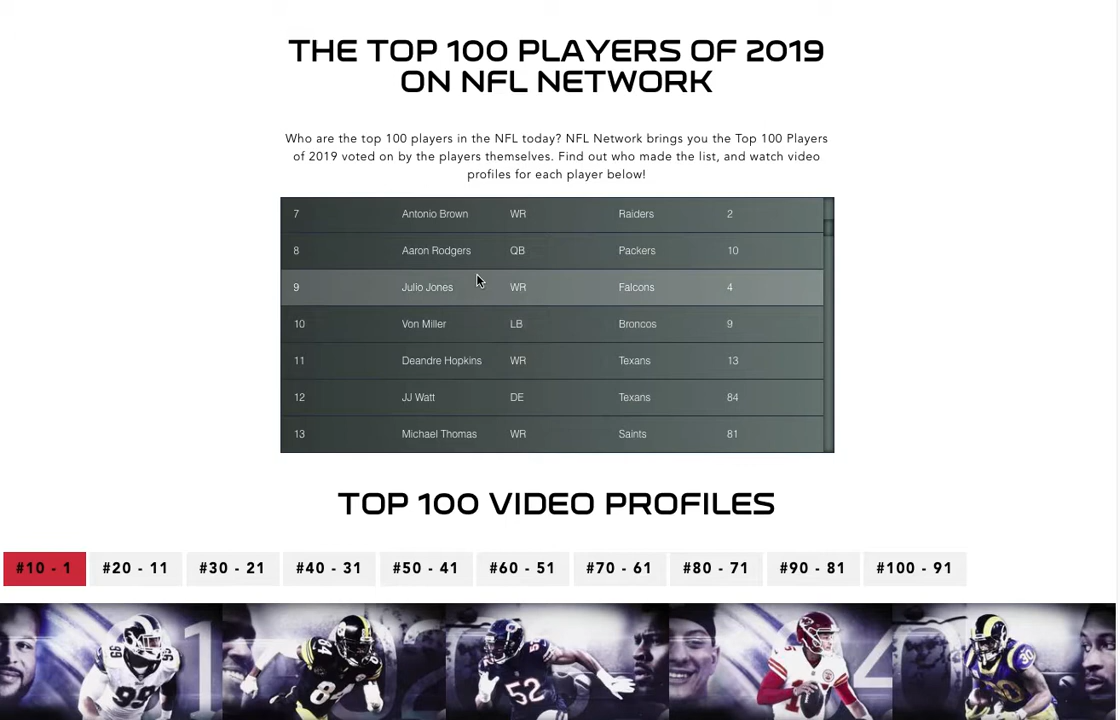 THE TOP 100 PLAYERS OF 2019
ON NFL NETWORK
Who are the top 100 players in the NFL today? NFL Network brings you the Top 100 Players
of 2019 voted on by the players themselves. Find out who made the list, and watch video
profiles for each player below!
7 Antonio Brown WR Raiders 2
8 Aaron Rodgers QB Packers 10
9 Julio Jones WR Falcons 4
10 Von Miller LB Broncos 9
11 Deandre Hopkins WR Texans 13
12 JJ Watt DE Texans 84
13 Michael Thomas WR Saints 81
TOP 100 VIDEO PROFILES
#10 - 1 #20 - 11 #30 - 21 #40 - 31 #50 - 41 #60 - 51 #70 - 61 #80 - 71 #90 - 81 #100 - 91
99 84 52 30